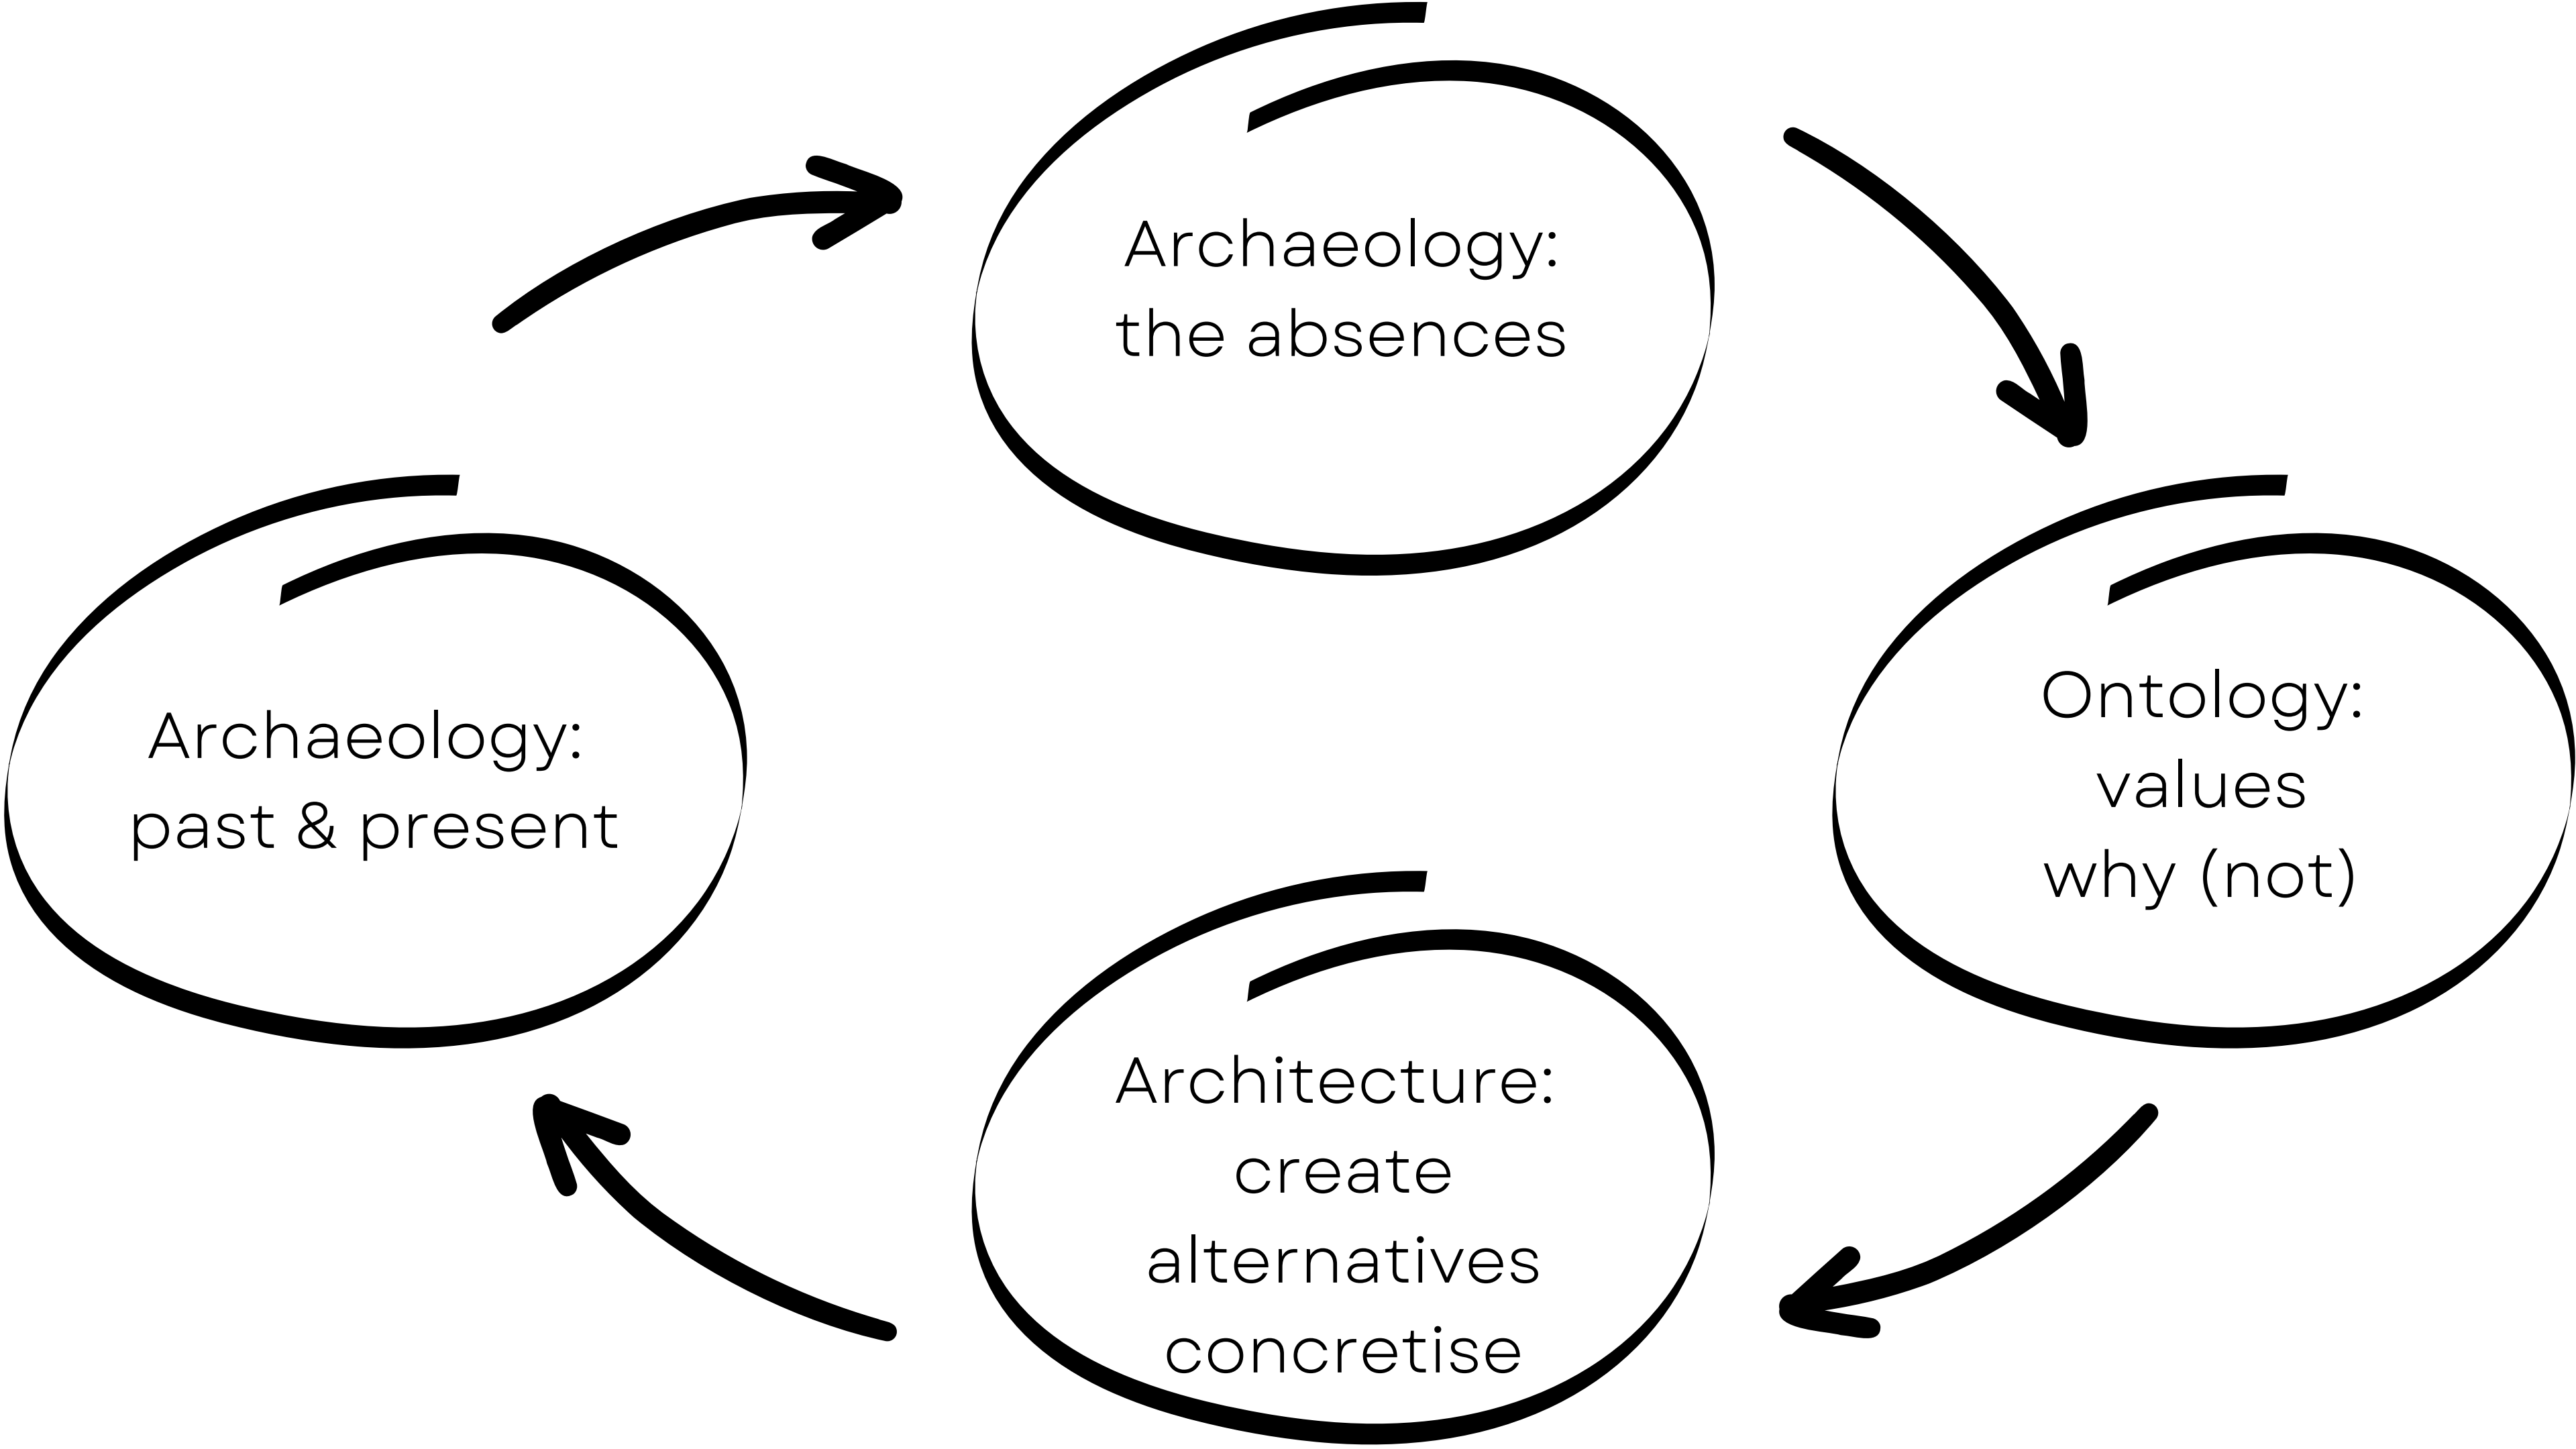 Archaeology:
the absences
Ontology:
values
why (not)
Archaeology:
past & present
Architecture:
create
alternatives
concretise